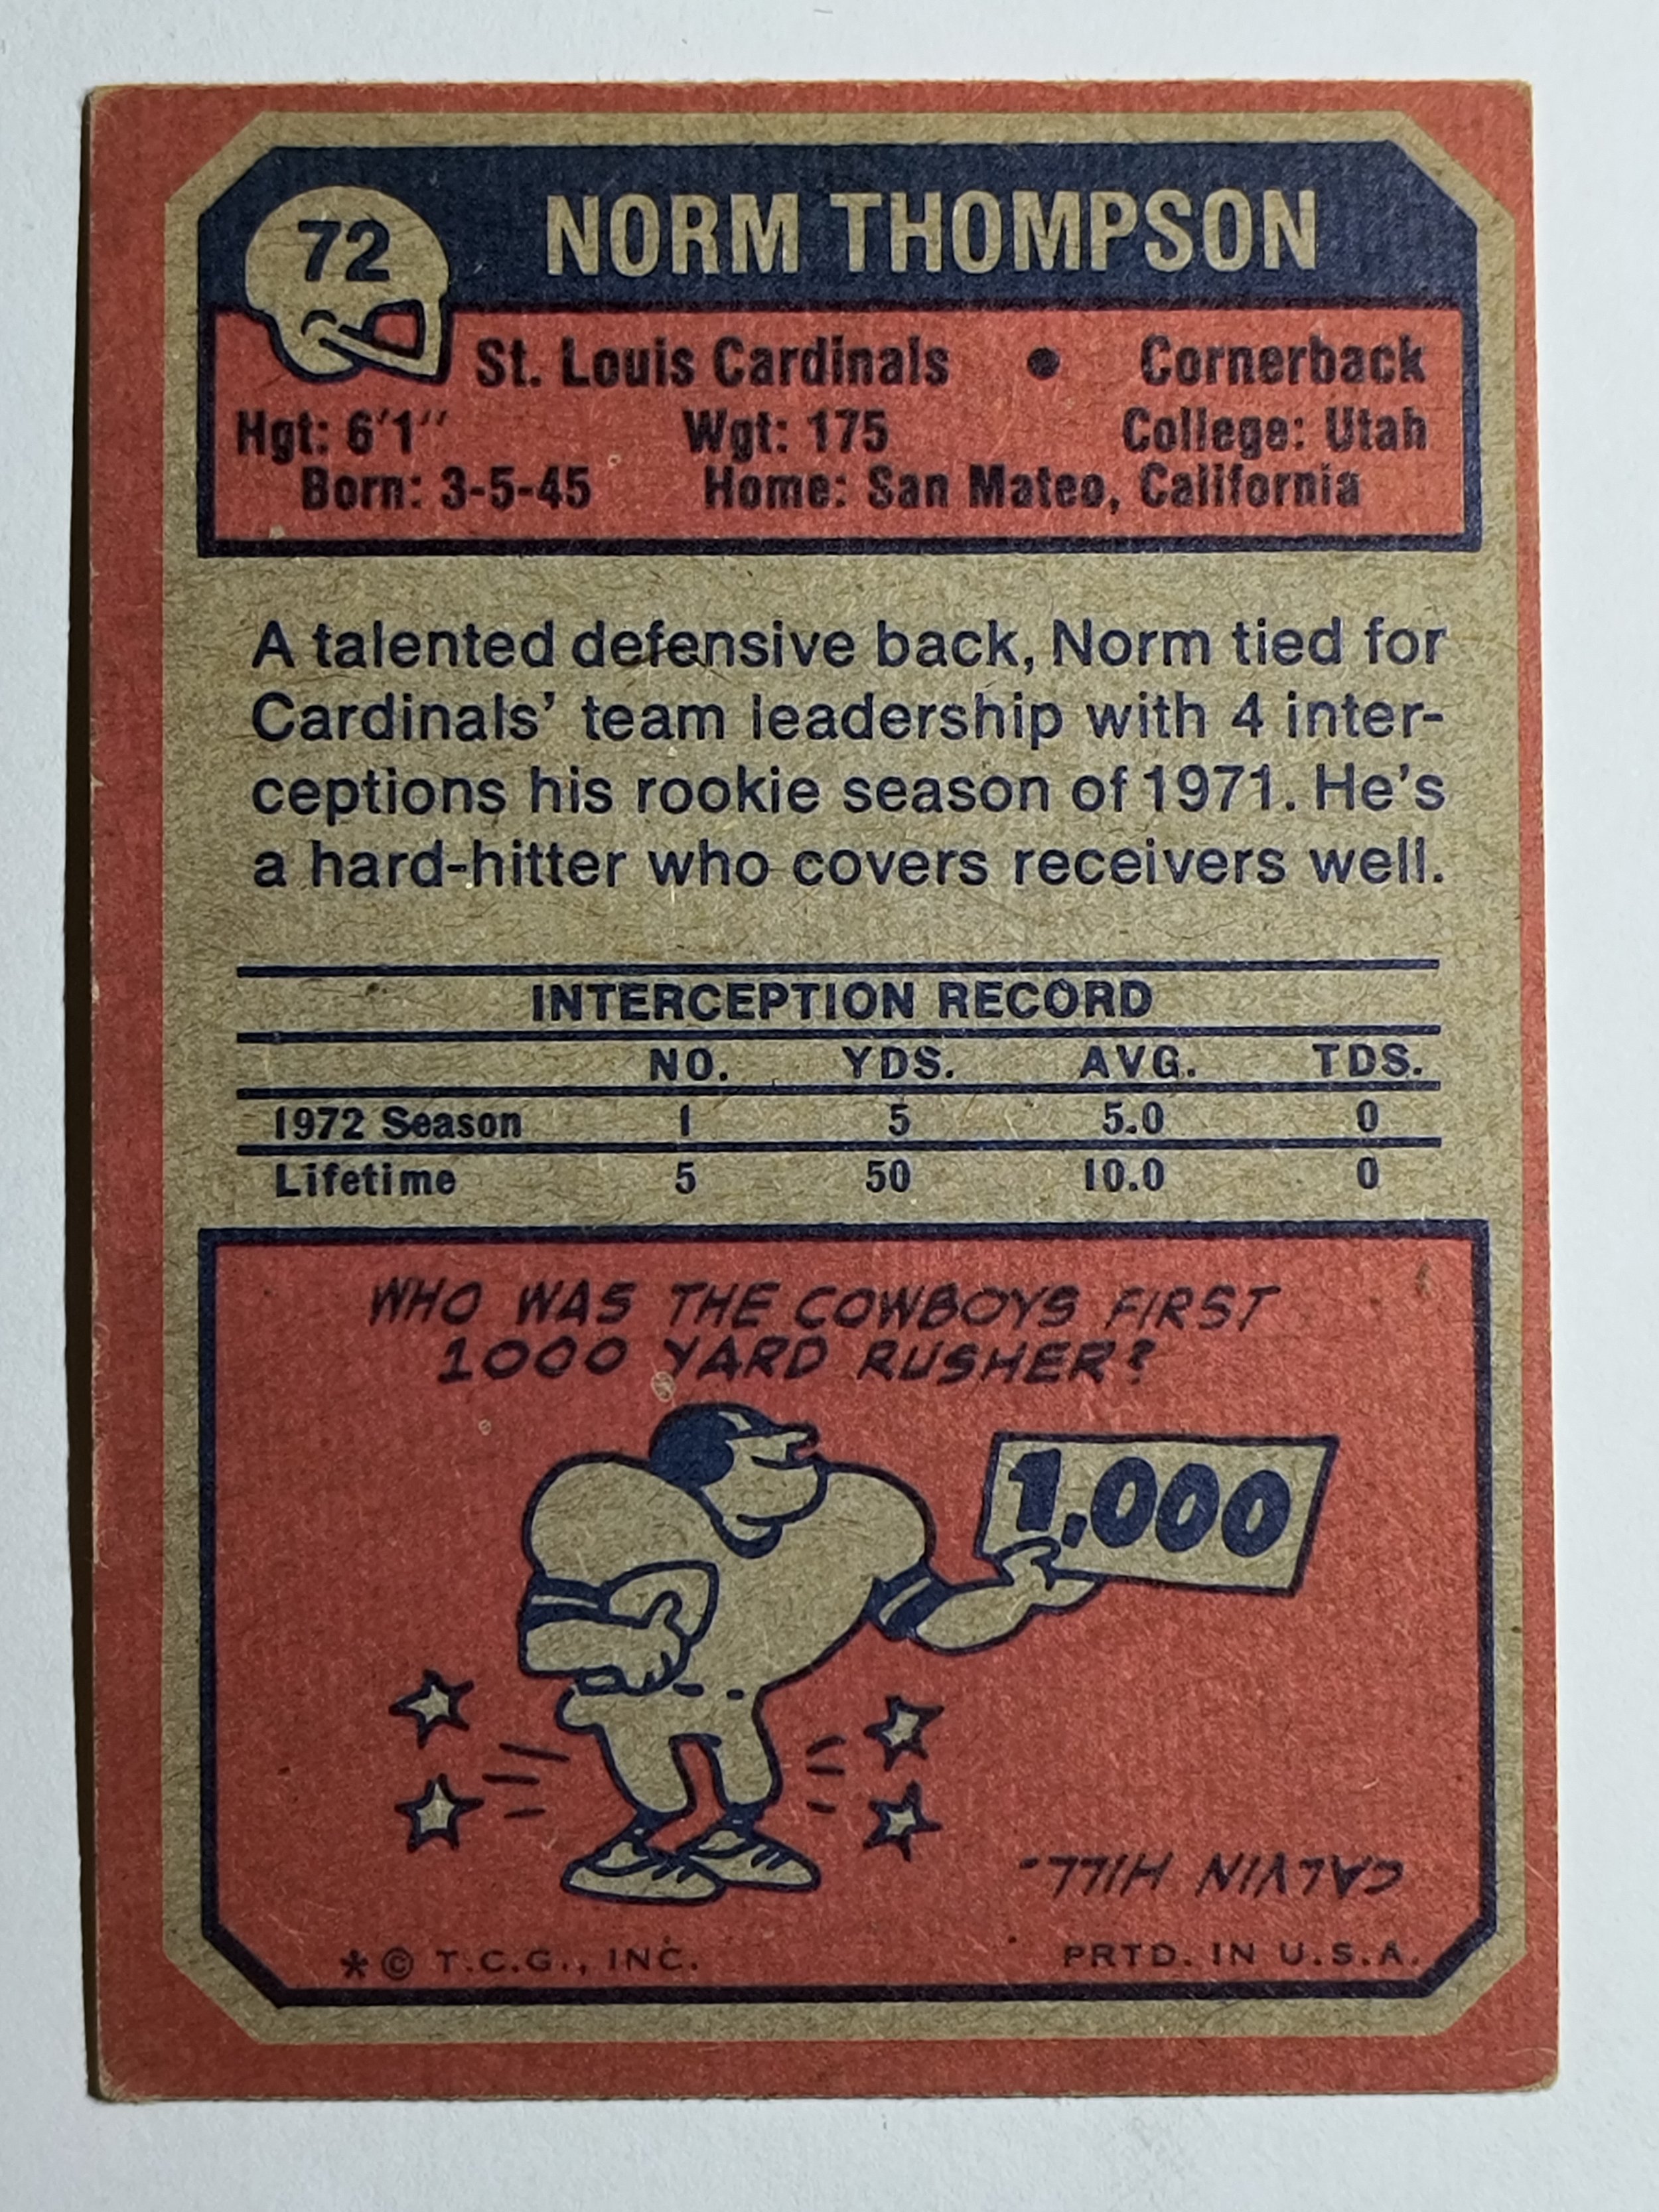 72
NORM THOMPSON
St. Louis Cardinals • Cornerback
Hgt: 6'1" Wgt: 175 College: Utah
Born: 3-5-45 Home: San Mateo, California
A talented defensive back, Norm tied for
Cardinals' team leadership with 4 inter-
ceptions his rookie season of 1971. He's
a hard-hitter who covers receivers well.
INTERCEPTION RECORD
NO. YDS. AVG. TDS.
1972 Season 1 5 5.0 0
Lifetime 5 50 10.0 0
WHO WAS THE COWBOYS FIRST
1000 YARD RUSHER?
1,000
CALVIN HILL.
*© T.C.G., INC. PRTD. IN U.S.A.